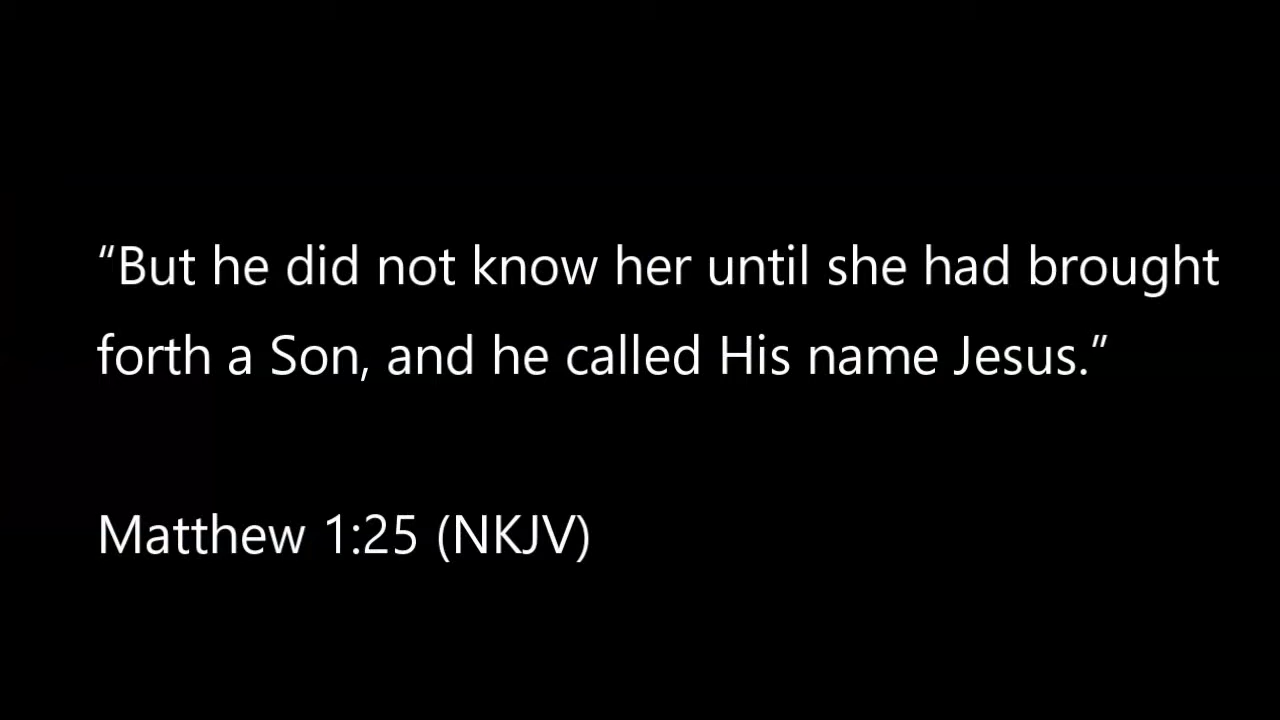 “But he did not know her until she had brought
forth a Son, and he called His name Jesus.”
Matthew 1:25 (NKJV)